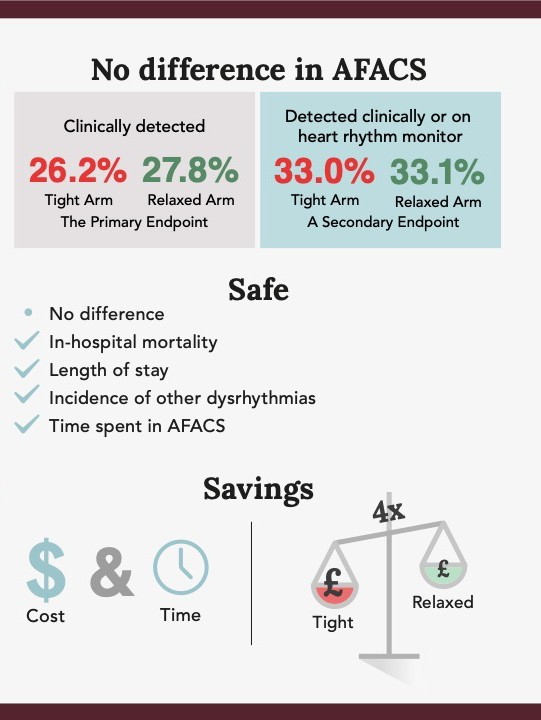 No difference in AFACS
Clinically detected
26.2% 27.8%
Tight Arm Relaxed Arm
The Primary Endpoint
Detected clinically or on
heart rhythm monitor
33.0% 33.1%
Tight Arm Relaxed Arm
A Secondary Endpoint
Safe
No difference
In-hospital mortality
Length of stay
Incidence of other dysrhythmias
Time spent in AFACS
Savings
$ &
Cost Time
4x
£ £
Tight Relaxed